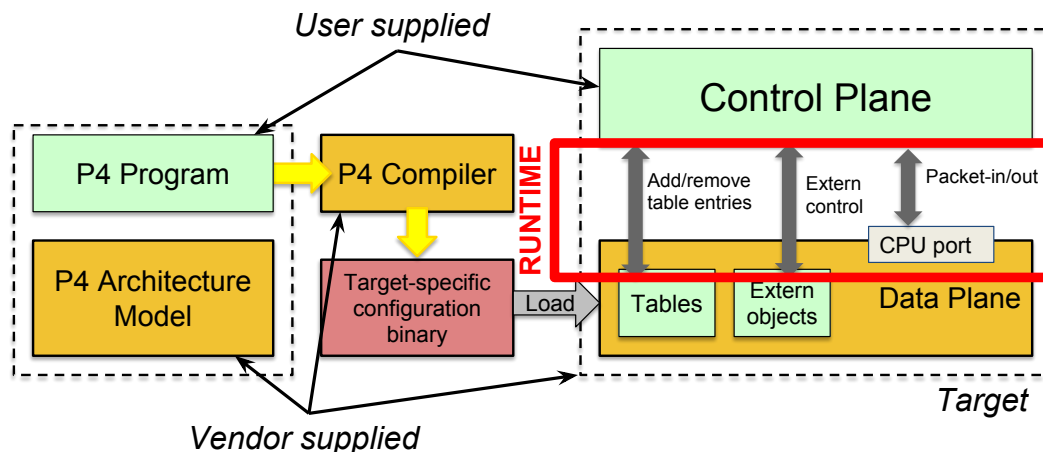 User supplied
Control Plane
P4 Program
P4 Compiler
RUNTIME
Add/remove
table entries
Extern
control
Packet-in/out
CPU port
P4 Architecture
Model
Target-specific
configuration
binary
Load
Tables
Extern
objects
Data Plane
Target
Vendor supplied